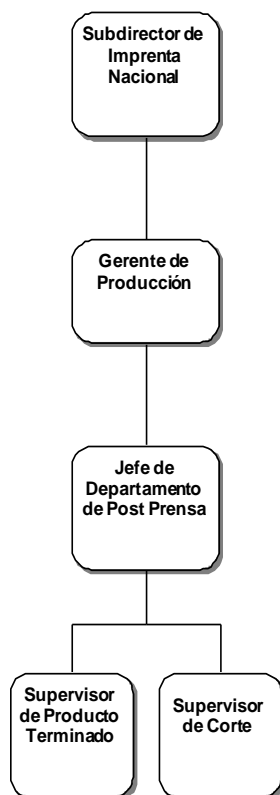 Subdirector de
Imprenta
Nacional
Gerente de
Producción
Jefe de
Departamento
de Post Prensa
Supervisor
de Producto
Terminado
Supervisor
de Corte